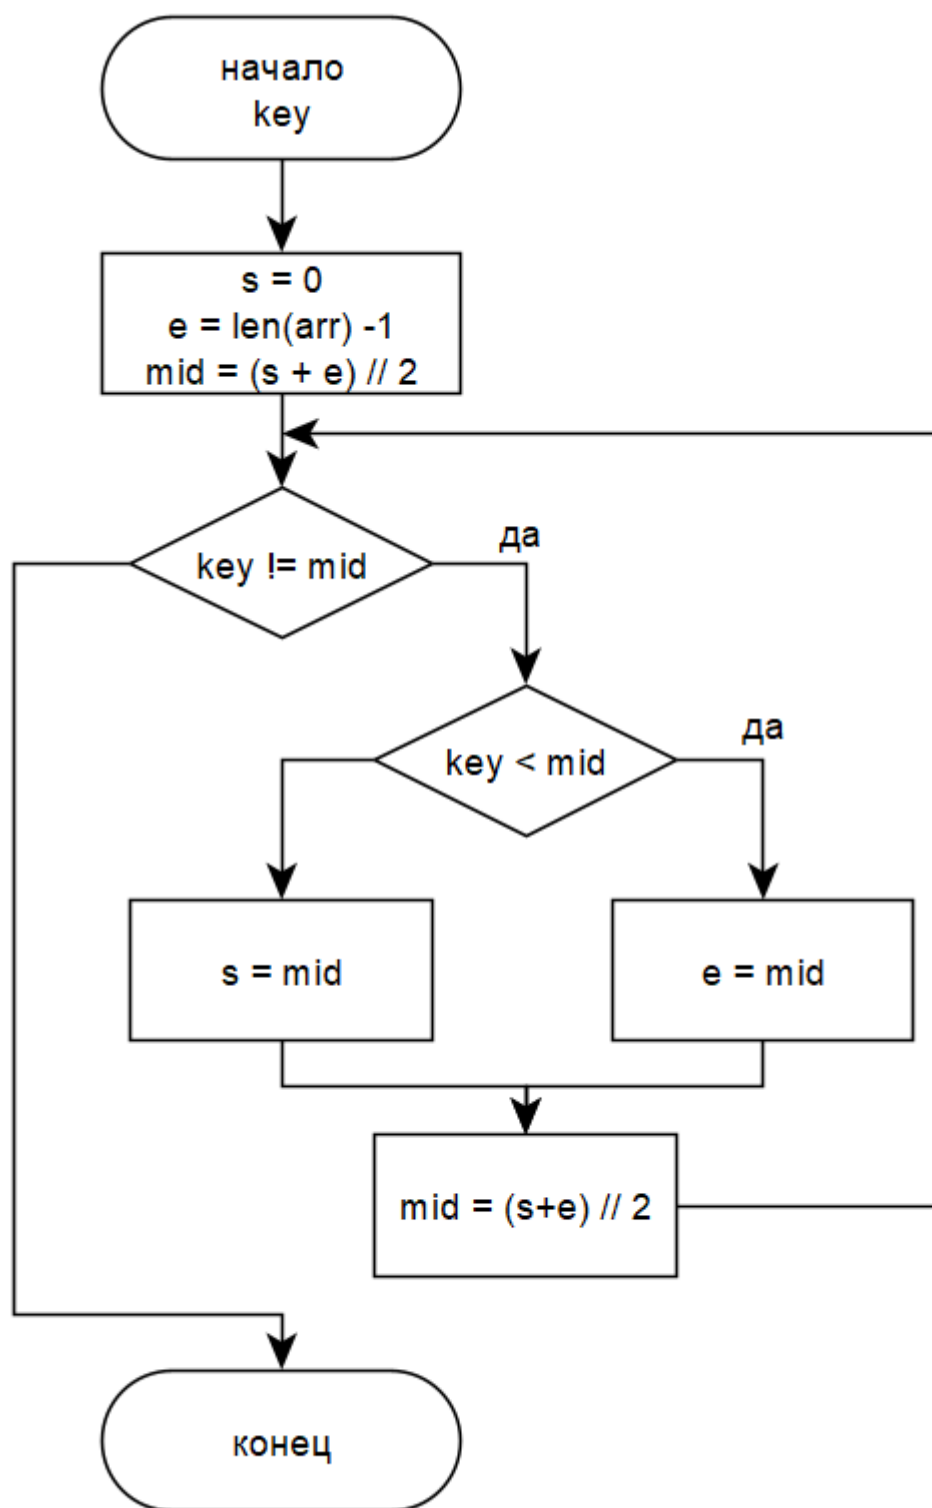 начало
key
s = 0
e = len(arr) -1
mid = (s + e) // 2
key != mid
да
key < mid
да
s = mid
e = mid
mid = (s+e) // 2
конец